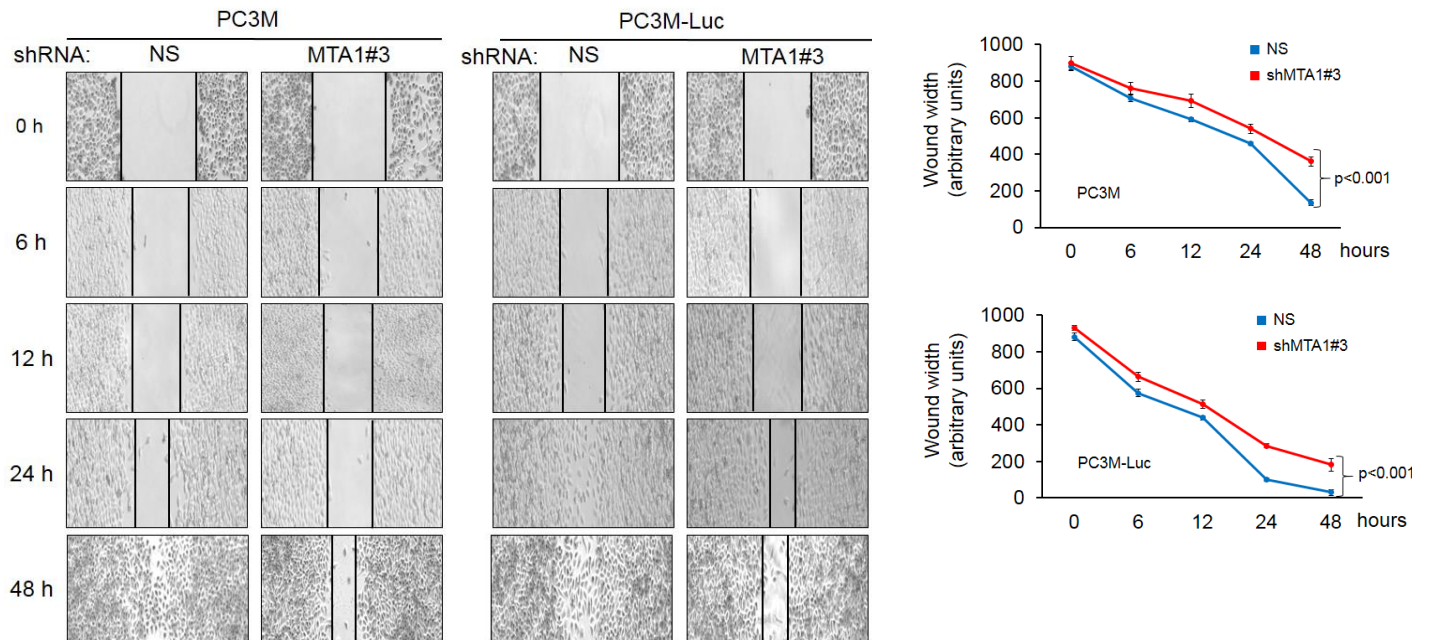 PC3M
shRNA: NS MTA1#3
0 h
6 h
12 h
24 h
48 h
PC3M-Luc
shRNA: NS MTA1#3
Wound width
(arbitrary units)
1000
800
600
400
200
0
NS
shMTA1#3
p<0.001
PC3M
0 6 12 24 48 hours
Wound width
(arbitrary units)
1000
800
600
400
200
0
NS
shMTA1#3
PC3M-Luc
p<0.001
0 6 12 24 48 hours